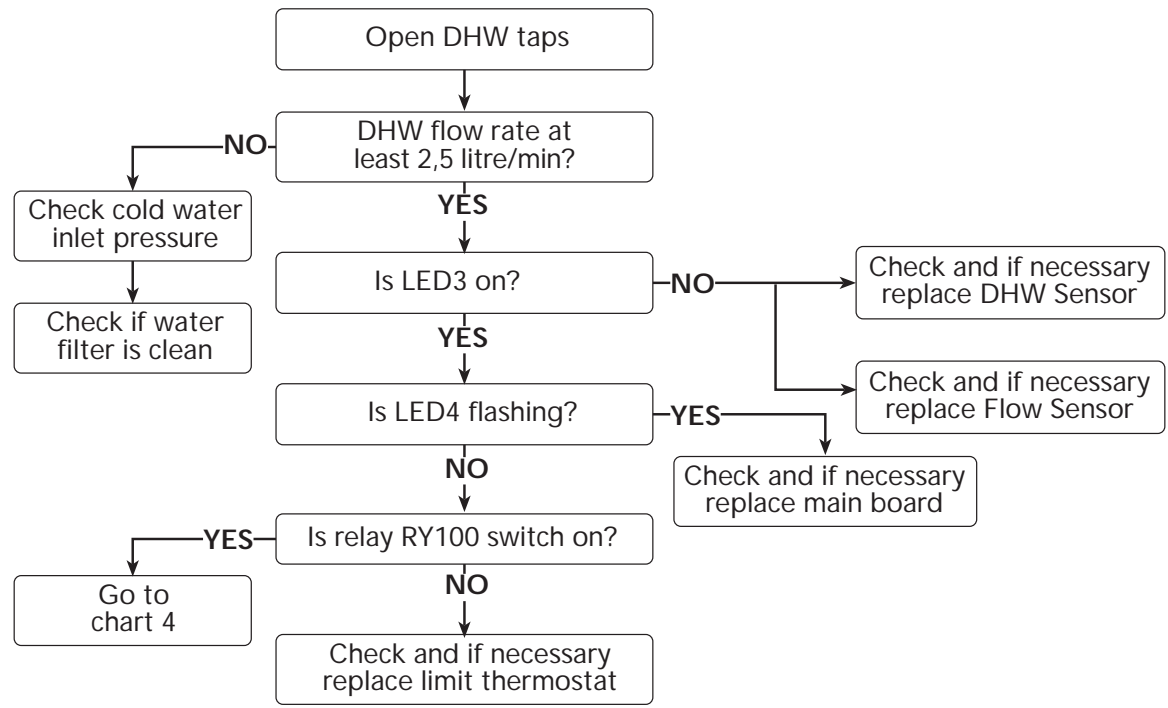 Open DHW taps
DHW flow rate at
least 2,5 litre/min?
NO
Check cold water
inlet pressure
Check if water
filter is clean
YES
Is LED3 on?
NO
Check and if necessary
replace DHW Sensor
Check and if necessary
replace Flow Sensor
YES
Is LED4 flashing?
YES
Check and if necessary
replace main board
NO
Is relay RY100 switch on?
YES
Go to
chart 4
NO
Check and if necessary
replace limit thermostat